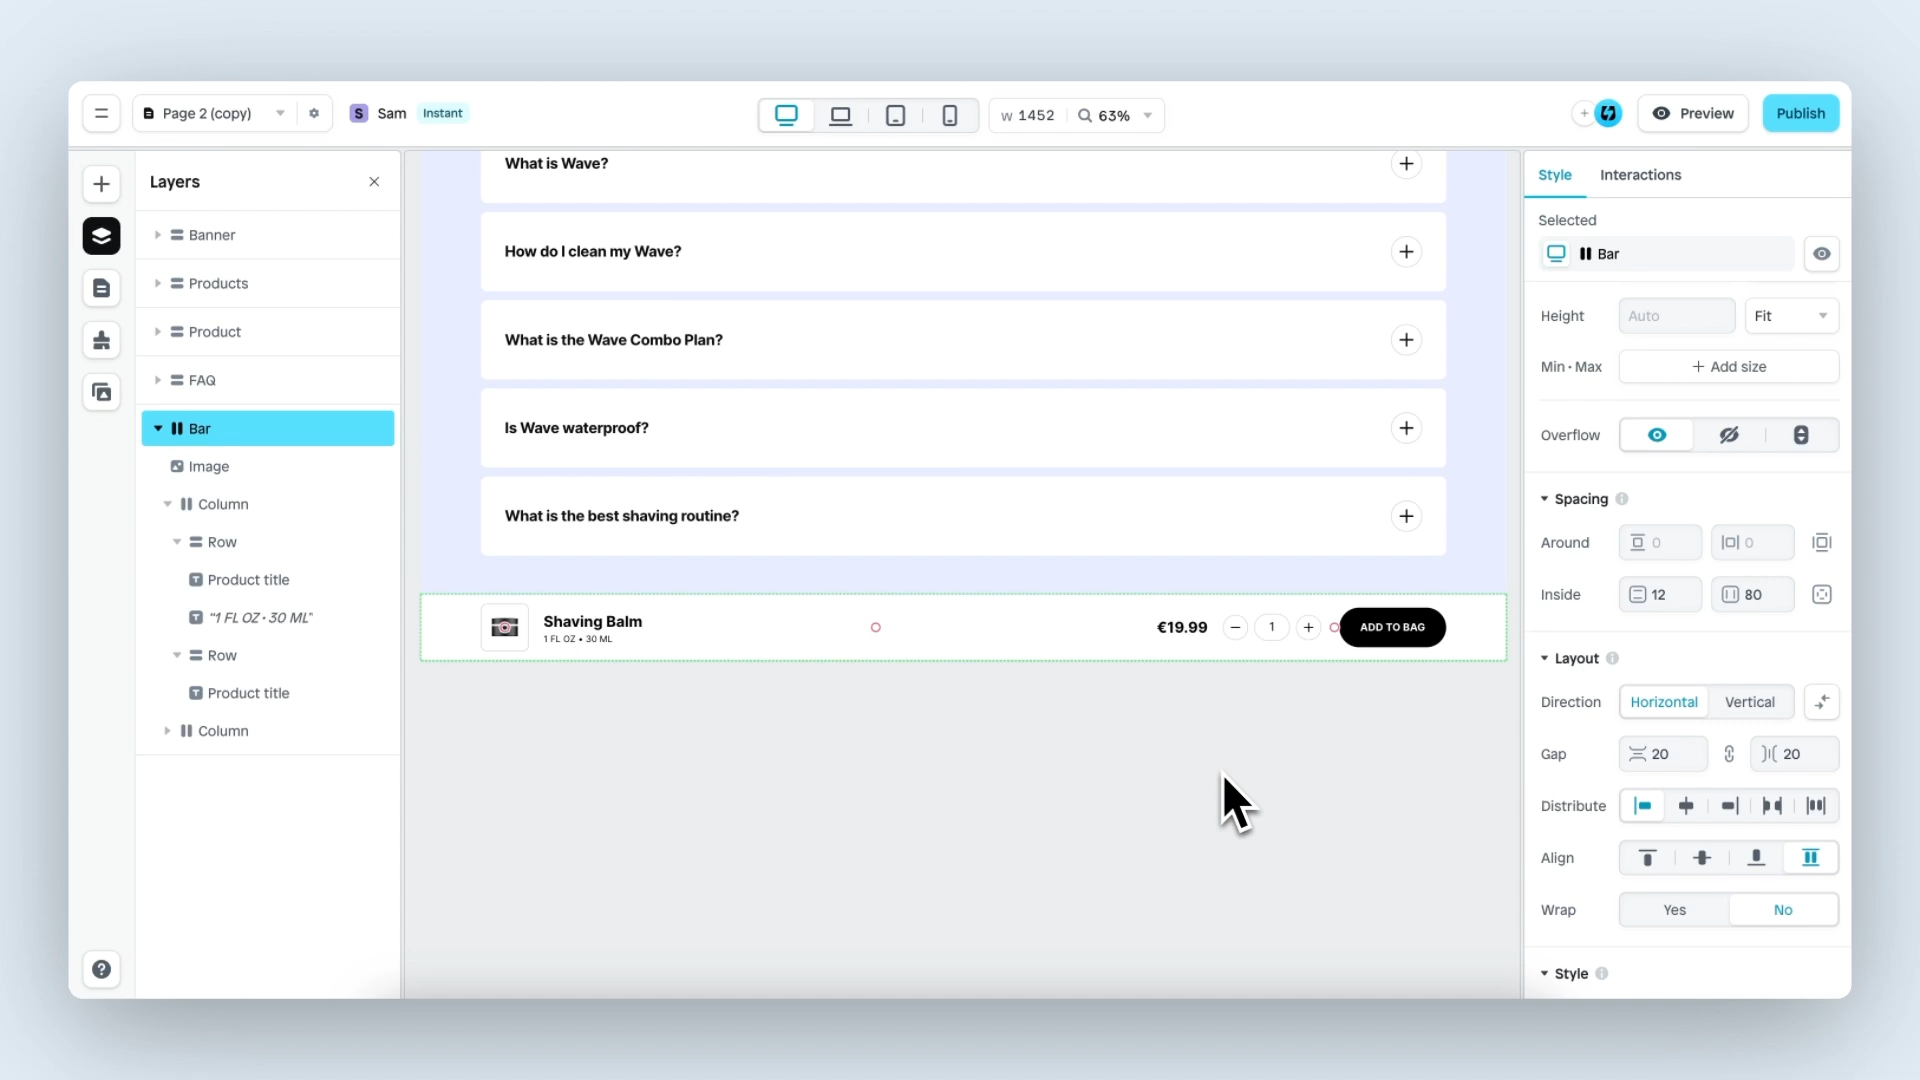 Page 2 (copy)
S Sam Instant
W 1452
63%
Preview
Publish
Layers
Banner
Products
Product
FAQ
Bar
Image
Column
Row
Product title
“1 FL OZ • 30 ML”
Row
Product title
Column
What is Wave?
How do I clean my Wave?
What is the Wave Combo Plan?
Is Wave waterproof?
What is the best shaving routine?
Shaving Balm
1 FL OZ • 30 ML
€19.99
1
ADD TO BAG
Style Interactions
Selected
Bar
Height Auto Fit
Min • Max + Add size
Overflow
Spacing
Around 0 0
Inside 12 80
Layout
Direction Horizontal Vertical
Gap 20 20
Distribute
Align
Wrap Yes No
Style